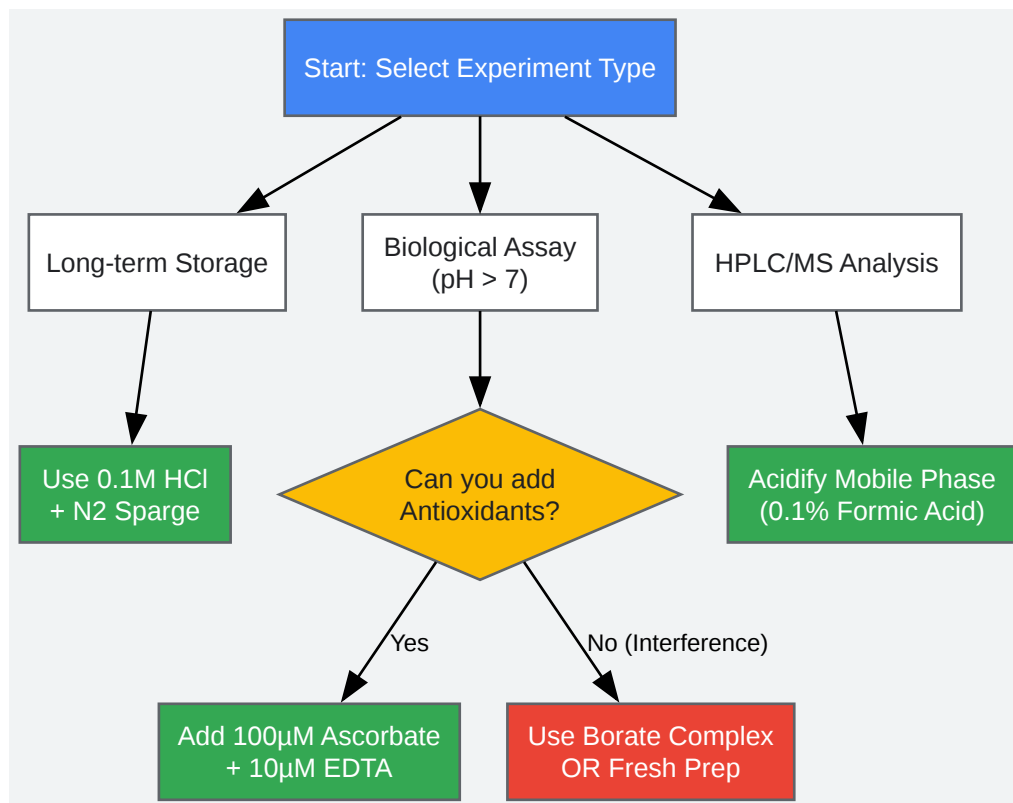 Start: Select Experiment Type
Long-term Storage
Biological Assay
(pH > 7)
HPLC/MS Analysis
Use 0.1M HCl
+ N2 Sparge
Can you add
Antioxidants?
Acidify Mobile Phase
(0.1% Formic Acid)
Yes
No (Interference)
Add 100µM Ascorbate
+ 10µM EDTA
Use Borate Complex
OR Fresh Prep